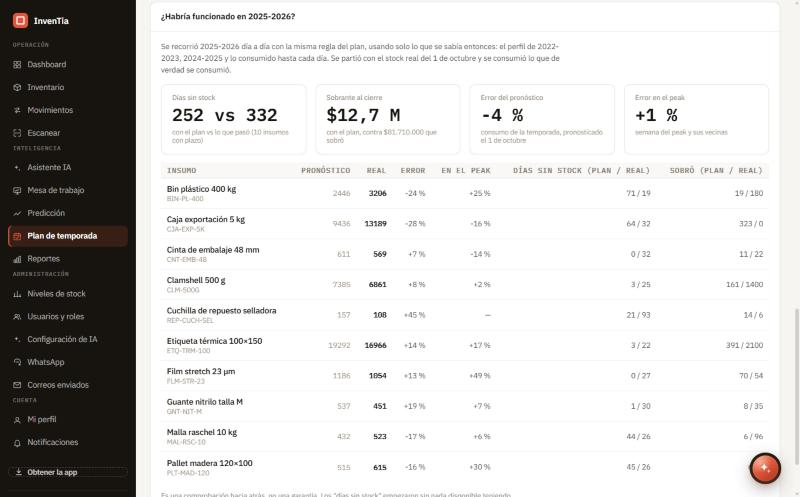 InvenTia
OPERACIÓN
Dashboard
Inventario
Movimientos
Escanear
INTELIGENCIA
Asistente IA
Mesa de trabajo
Predicción
Plan de temporada
Reportes
ADMINISTRACIÓN
Niveles de stock
Usuarios y roles
Configuración de IA
WhatsApp
Correos enviados
CUENTA
Mi perfil
Notificaciones
Obtener la app
¿Habría funcionado en 2025-2026?
Se recorrió 2025-2026 día a día con la misma regla del plan, usando solo lo que se sabía entonces: el perfil de 2022-
2023, 2024-2025 y lo consumido hasta cada día. Se partió con el stock real del 1 de octubre y se consumió lo que de
verdad se consumió.
Días sin stock
252 vs 332
con el plan vs lo que pasó (10 insumos
con plazo)
Sobrante al cierre
$12,7 M
con el plan, contra $81.710.000 que
sobró
Error del pronóstico
-4 %
consumo de la temporada, pronosticado
el 1 de octubre
Error en el peak
+1 %
semana del peak y sus vecinas
INSUMO PRONÓSTICO REAL ERROR EN EL PEAK DÍAS SIN STOCK (PLAN / REAL) SOBRÓ (PLAN / REAL)
Bin plástico 400 kg 2446 3206 -24 % +25 % 71 / 19 19 / 180
BIN-PL-400
Caja exportación 5 kg 9436 13189 -28 % -16 % 64 / 32 323 / 0
CJA-EXP-5K
Cinta de embalaje 48 mm 611 569 +7 % -14 % 0 / 32 11 / 22
CNT-EMB-48
Clamshell 500 g 7385 6861 +8 % +2 % 3 / 25 161 / 1400
CLM-500G
Cuchilla de repuesto selladora 157 108 +45 % — 21 / 93 14 / 6
REP-CUCH-SEL
Etiqueta térmica 100×150 19292 16966 +14 % +17 % 3 / 22 391 / 2100
ETQ-TRM-100
Film stretch 23 µm 1186 1054 +13 % +49 % 0 / 27 70 / 54
FLM-STR-23
Guante nitrilo talla M 537 451 +19 % +7 % 1 / 30 8 / 35
GNT-NIT-M
Malla raschel 10 kg 432 523 -17 % +6 % 44 / 26 6 / 96
MAL-RSC-10
Pallet madera 120×100 515 615 -16 % +30 % 45 / 26
PLT-MAD-120
Es una comprobación hacia atrás, no una garantía. Los "días sin stock" empezaron sin nada disponible teniendo